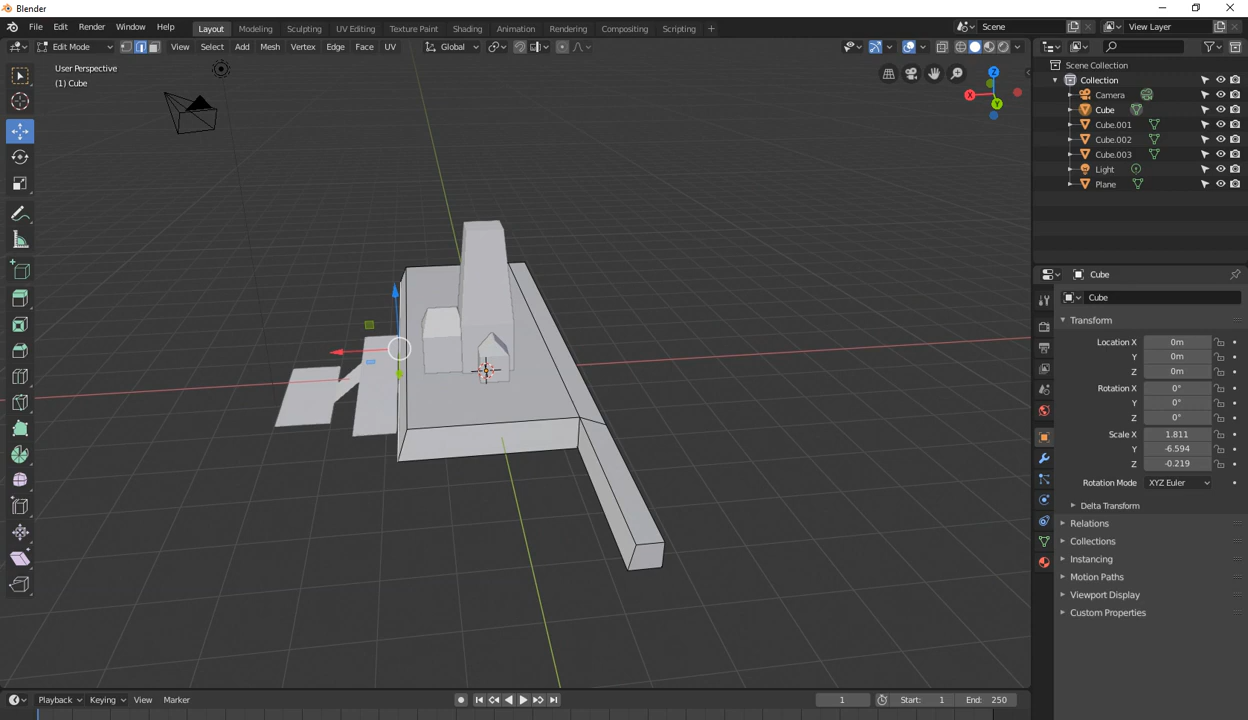 Blender
File Edit Render Window Help
Layout Modeling Sculpting UV Editing Texture Paint Shading Animation Rendering Compositing Scripting +
Scene
View Layer
Edit Mode View Select Add Mesh Vertex Edge Face UV
Global
User Perspective
(1) Cube
Z
X
Y
Scene Collection
Collection
Camera
Cube
Cube.001
Cube.002
Cube.003
Light
Plane
Cube
Cube
Transform
Location X 0m
Y 0m
Z 0m
Rotation X 0°
Y 0°
Z 0°
Scale X 1.811
Y -6.594
Z -0.219
Rotation Mode XYZ Euler
Delta Transform
Relations
Collections
Instancing
Motion Paths
Viewport Display
Custom Properties
Playback Keying View Marker
1 Start: 1 End: 250